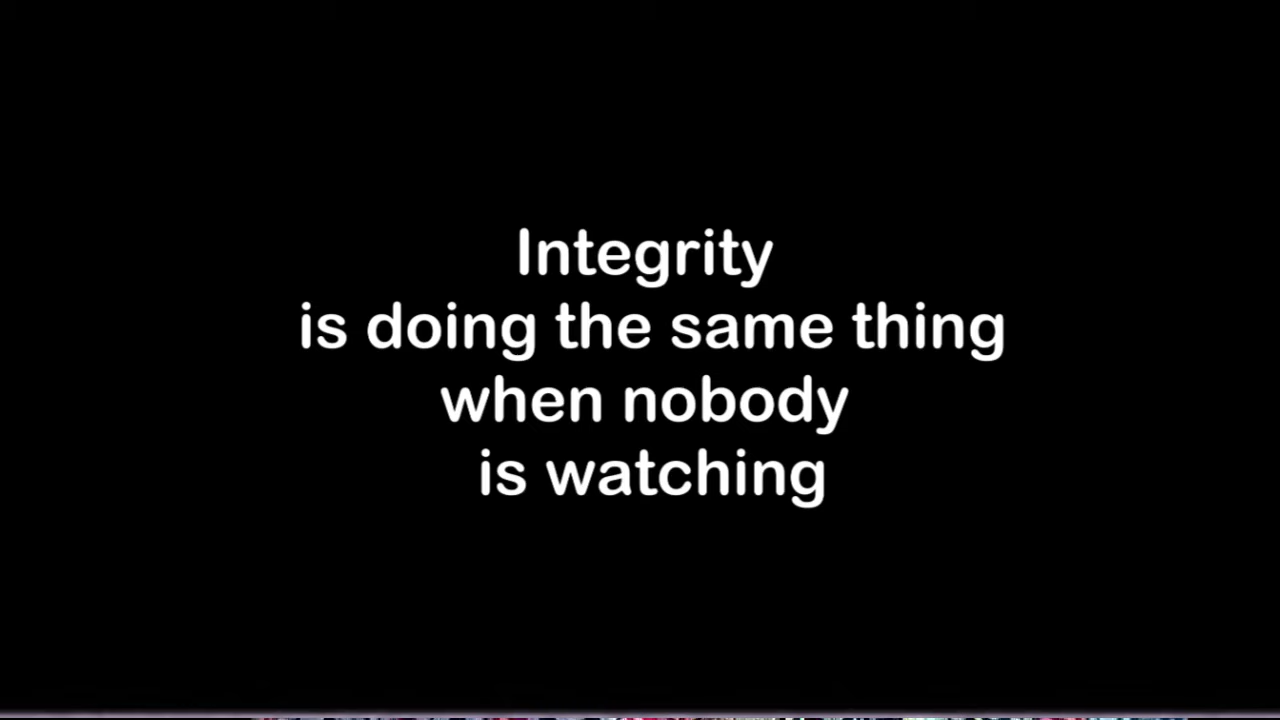 Integrity
is doing the same thing
when nobody
is watching